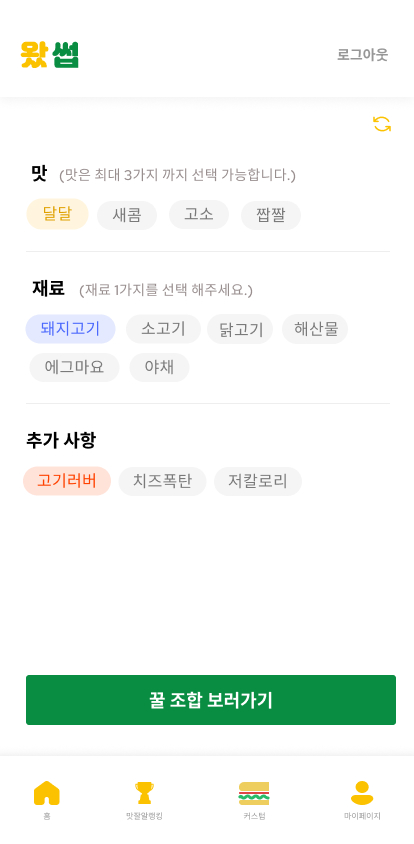 왔썹
로그아웃
맛 (맛은 최대 3가지 까지 선택 가능합니다.)
달달 새콤 고소 짭짤
재료 (재료 1가지를 선택 해주세요.)
돼지고기 소고기 닭고기 해산물
에그마요 야채
추가 사항
고기러버 치즈폭탄 저칼로리
꿀 조합 보러가기
홈 맛잘알랭킹 커스텀 마이페이지